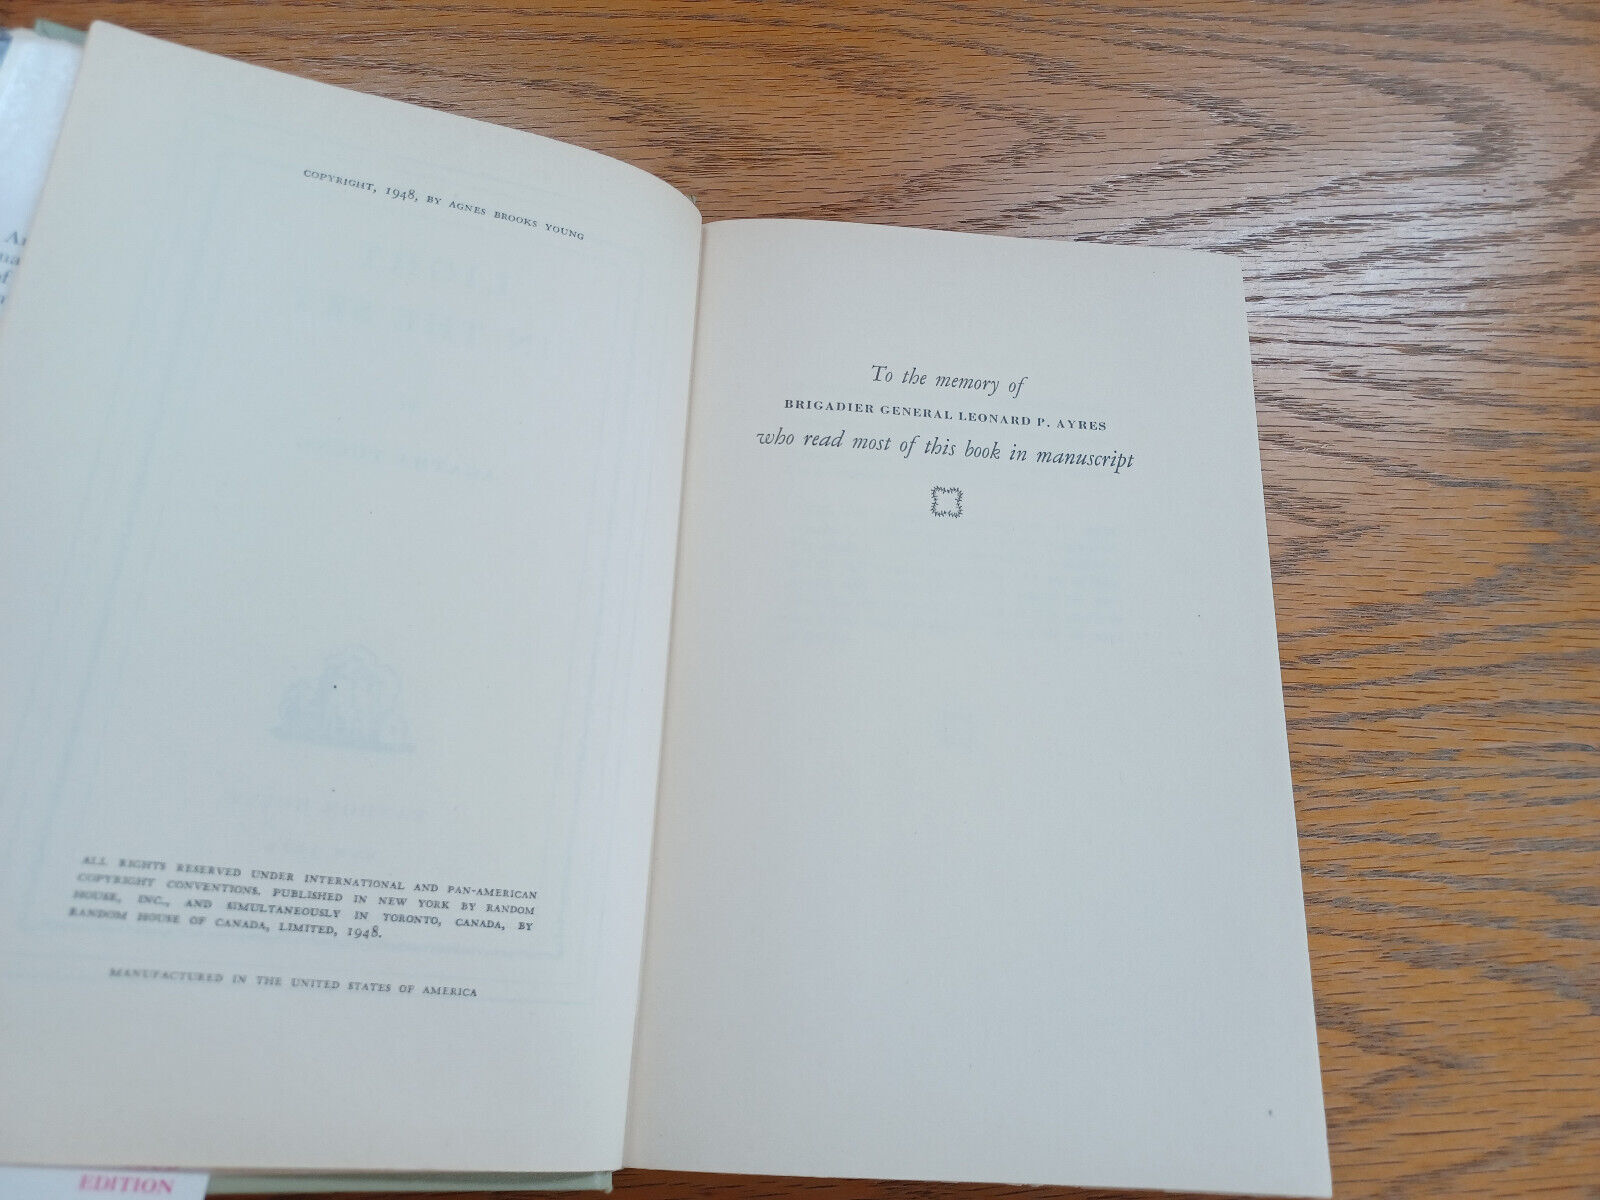 COPYRIGHT, 1948, BY AGNES BROOKS YOUNG
ALL RIGHTS RESERVED UNDER INTERNATIONAL AND PAN-AMERICAN
COPYRIGHT CONVENTIONS. PUBLISHED IN NEW YORK BY RANDOM
HOUSE, INC., AND SIMULTANEOUSLY IN TORONTO, CANADA, BY
RANDOM HOUSE OF CANADA, LIMITED, 1948.
MANUFACTURED IN THE UNITED STATES OF AMERICA
EDITION
To the memory of
BRIGADIER GENERAL LEONARD P. AYRES
who read most of this book in manuscript